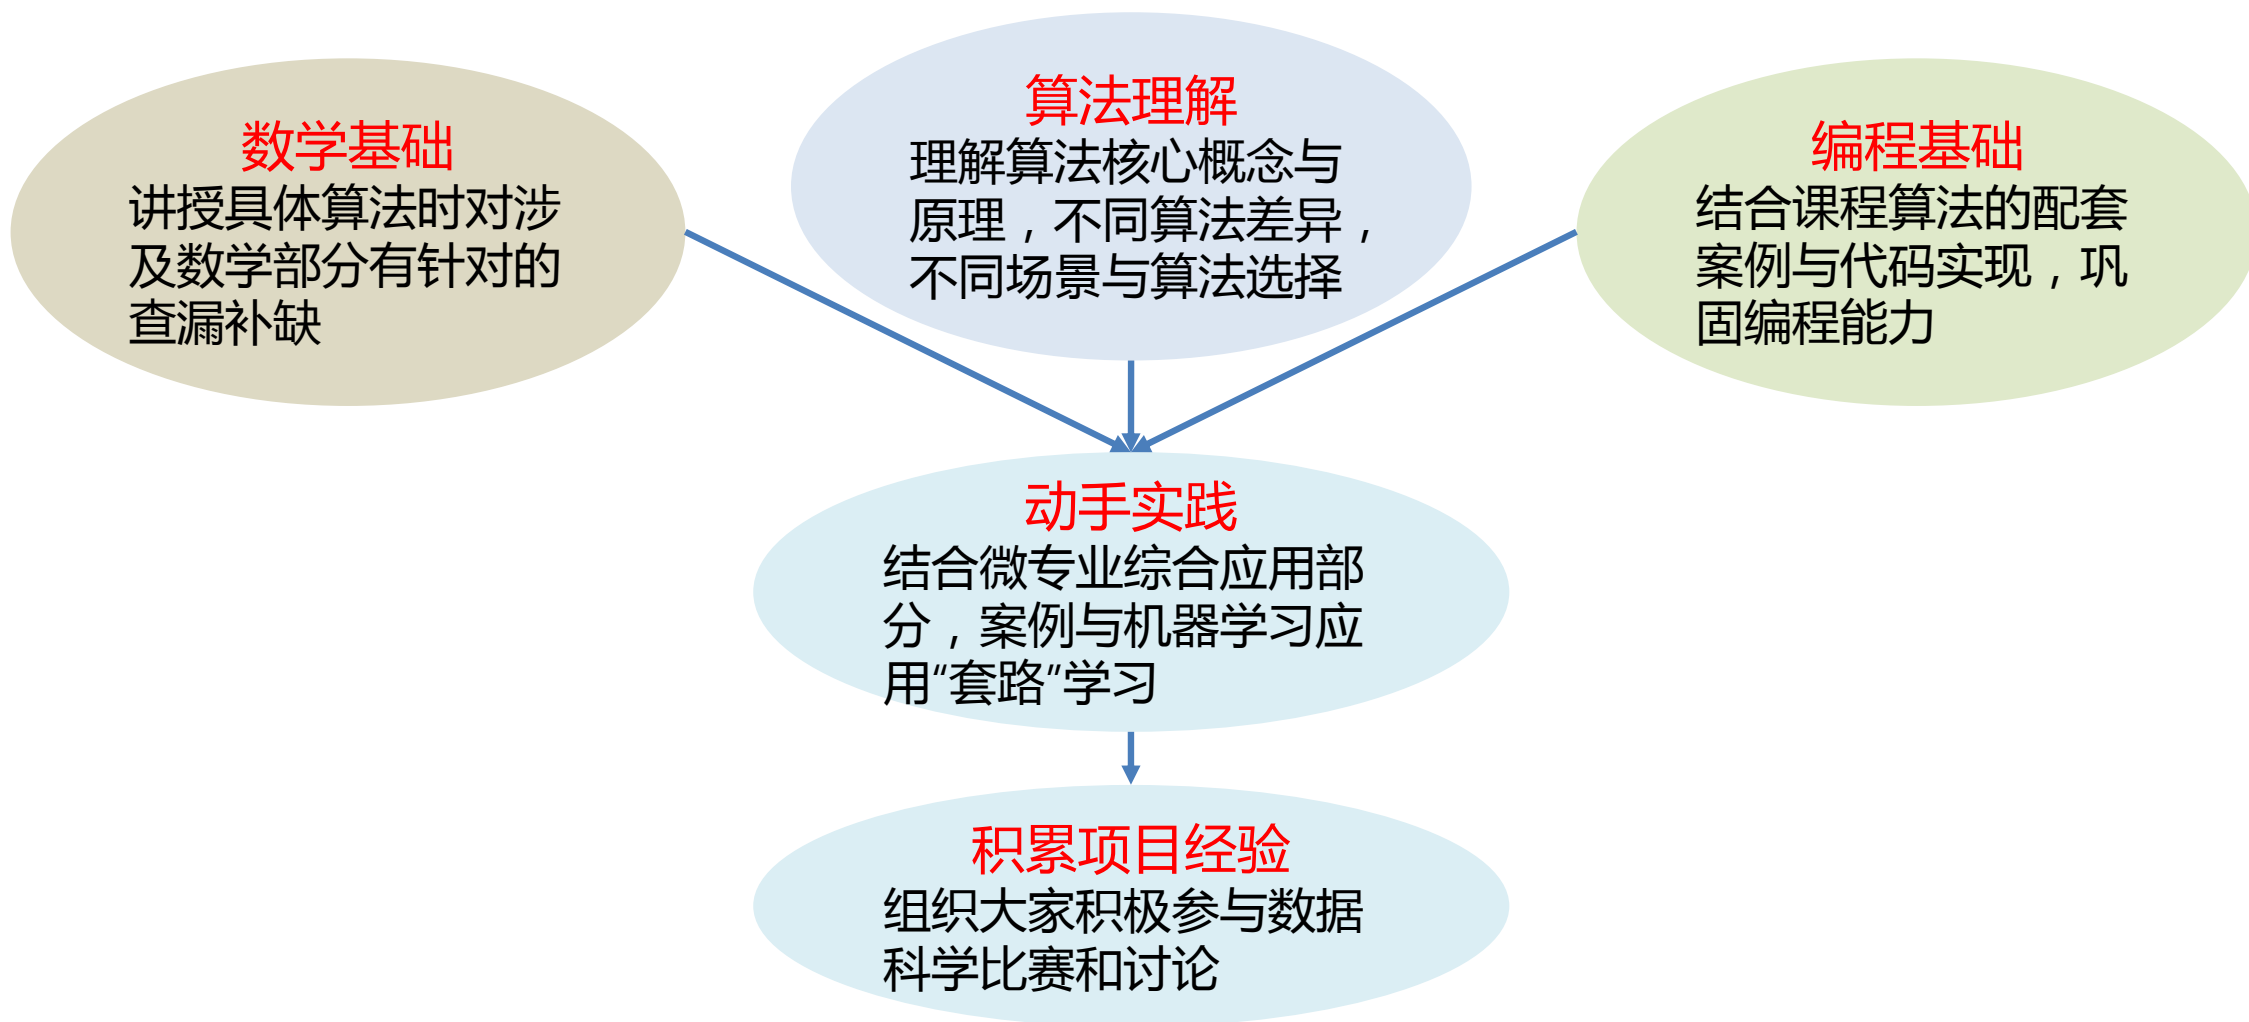 数学基础
讲授具体算法时对涉
及数学部分有针对的
查漏补缺
算法理解
理解算法核心概念与
原理，不同算法差异，
不同场景与算法选择
编程基础
结合课程算法的配套
案例与代码实现，巩
固编程能力
动手实践
结合微专业综合应用部
分，案例与机器学习应
用“套路”学习
积累项目经验
组织大家积极参与数据
科学比赛和讨论